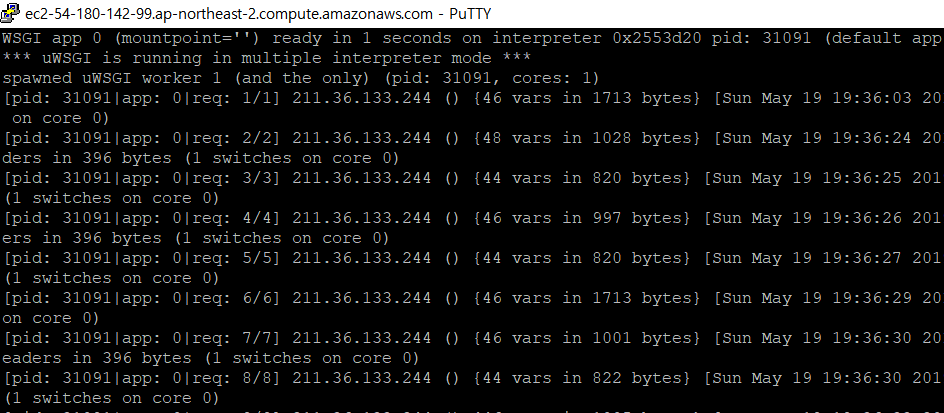 ec2-54-180-142-99.ap-northeast-2.compute.amazonaws.com - PuTTY
WSGI app 0 (mountpoint='') ready in 1 seconds on interpreter 0x2553d20 pid: 31091 (default app
*** uWSGI is running in multiple interpreter mode ***
spawned uWSGI worker 1 (and the only) (pid: 31091, cores: 1)
[pid: 31091|app: 0|req: 1/1] 211.36.133.244 () {46 vars in 1713 bytes} [Sun May 19 19:36:03 20
on core 0)
[pid: 31091|app: 0|req: 2/2] 211.36.133.244 () {48 vars in 1028 bytes} [Sun May 19 19:36:24 20
ders in 396 bytes (1 switches on core 0)
[pid: 31091|app: 0|req: 3/3] 211.36.133.244 () {44 vars in 820 bytes} [Sun May 19 19:36:25 201
(1 switches on core 0)
[pid: 31091|app: 0|req: 4/4] 211.36.133.244 () {46 vars in 997 bytes} [Sun May 19 19:36:26 201
ers in 396 bytes (1 switches on core 0)
[pid: 31091|app: 0|req: 5/5] 211.36.133.244 () {44 vars in 820 bytes} [Sun May 19 19:36:27 201
(1 switches on core 0)
[pid: 31091|app: 0|req: 6/6] 211.36.133.244 () {46 vars in 1713 bytes} [Sun May 19 19:36:29 20
on core 0)
[pid: 31091|app: 0|req: 7/7] 211.36.133.244 () {46 vars in 1001 bytes} [Sun May 19 19:36:30 20
eaders in 396 bytes (1 switches on core 0)
[pid: 31091|app: 0|req: 8/8] 211.36.133.244 () {44 vars in 822 bytes} [Sun May 19 19:36:30 201
(1 switches on core 0)